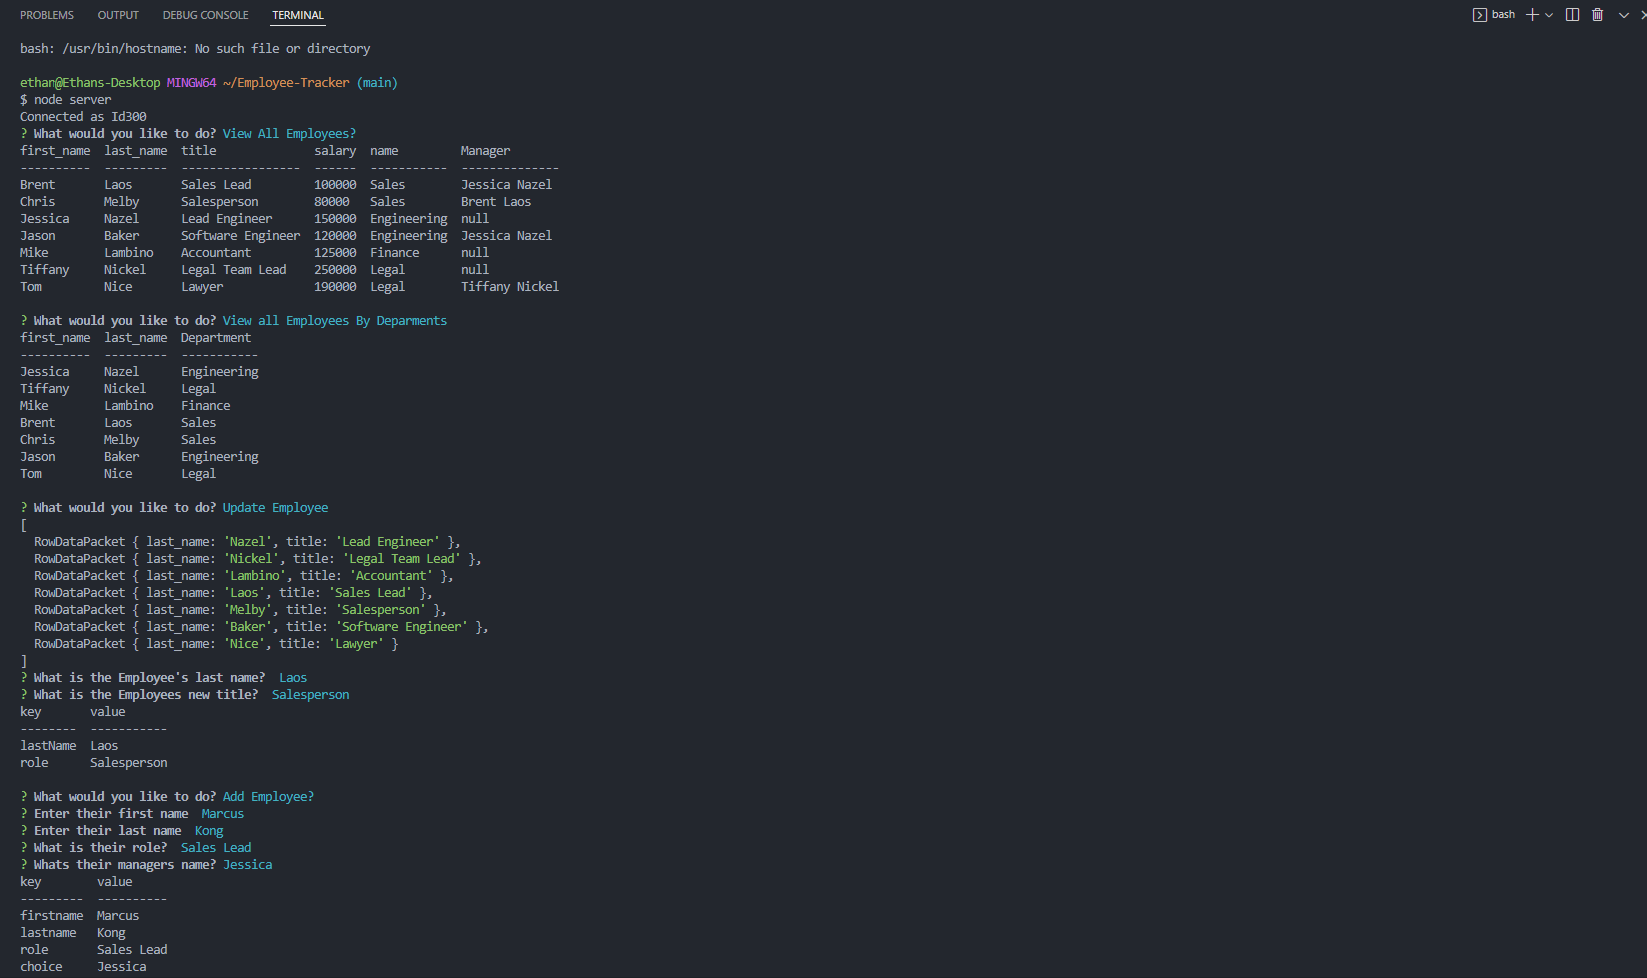 PROBLEMS OUTPUT DEBUG CONSOLE TERMINAL bash
bash: /usr/bin/hostname: No such file or directory
ethan@Ethans-Desktop MINGW64 ~/Employee-Tracker (main)
$ node server
Connected as Id300
? What would you like to do? View All Employees?
first_name  last_name  title              salary  name         Manager
----------  ---------  -----------------  ------  -----------  --------------
Brent       Laos       Sales Lead         100000  Sales        Jessica Nazel
Chris       Melby      Salesperson        80000   Sales        Brent Laos
Jessica     Nazel      Lead Engineer      150000  Engineering  null
Jason       Baker      Software Engineer  120000  Engineering  Jessica Nazel
Mike        Lambino    Accountant         125000  Finance      null
Tiffany     Nickel     Legal Team Lead    250000  Legal        null
Tom         Nice       Lawyer             190000  Legal        Tiffany Nickel
? What would you like to do? View all Employees By Deparments
first_name  last_name  Department
----------  ---------  -----------
Jessica     Nazel      Engineering
Tiffany     Nickel     Legal
Mike        Lambino    Finance
Brent       Laos       Sales
Chris       Melby      Sales
Jason       Baker      Engineering
Tom         Nice       Legal
? What would you like to do? Update Employee
[
  RowDataPacket { last_name: 'Nazel', title: 'Lead Engineer' },
  RowDataPacket { last_name: 'Nickel', title: 'Legal Team Lead' },
  RowDataPacket { last_name: 'Lambino', title: 'Accountant' },
  RowDataPacket { last_name: 'Laos', title: 'Sales Lead' },
  RowDataPacket { last_name: 'Melby', title: 'Salesperson' },
  RowDataPacket { last_name: 'Baker', title: 'Software Engineer' },
  RowDataPacket { last_name: 'Nice', title: 'Lawyer' }
]
? What is the Employee's last name?  Laos
? What is the Employees new title?  Salesperson
key       value
--------  -----------
lastName  Laos
role      Salesperson
? What would you like to do? Add Employee?
? Enter their first name  Marcus
? Enter their last name  Kong
? What is their role?  Sales Lead
? Whats their managers name? Jessica
key        value
---------  ----------
firstname  Marcus
lastname   Kong
role       Sales Lead
choice     Jessica